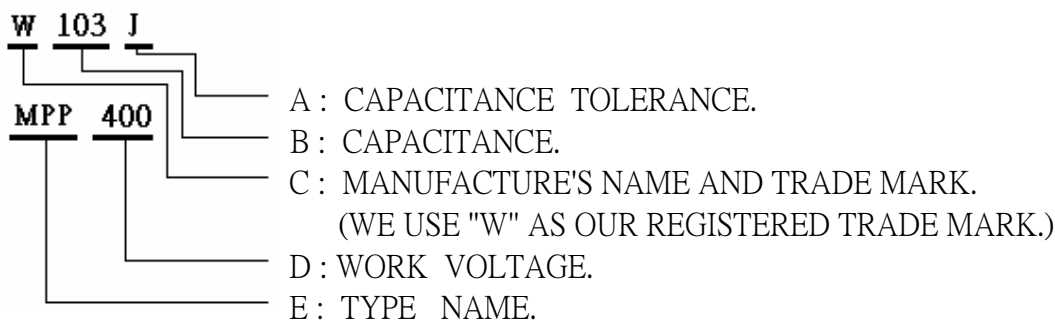 W 103 J
A : CAPACITANCE TOLERANCE.
MPP 400
B : CAPACITANCE.
C : MANUFACTURE'S NAME AND TRADE MARK.
(WE USE "W" AS OUR REGISTERED TRADE MARK.)
D : WORK VOLTAGE.
E : TYPE NAME.